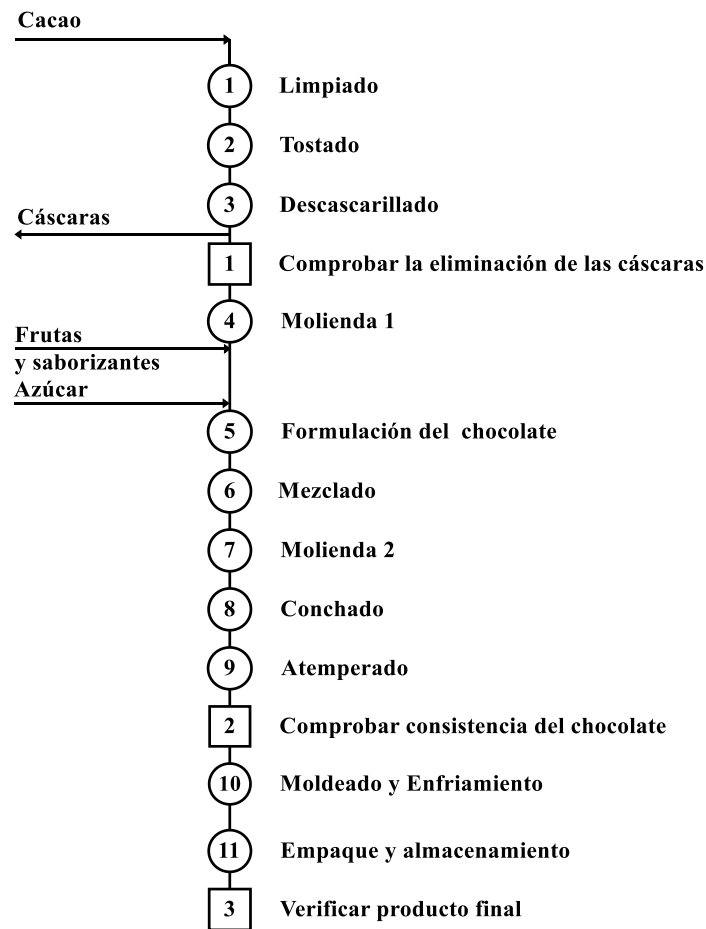 Cacao
1 Limpiado
2 Tostado
3 Descascarillado
Cáscaras
1 Comprobar la eliminación de las cáscaras
4 Molienda 1
Frutas
y saborizantes
Azúcar
5 Formulación del chocolate
6 Mezclado
7 Molienda 2
8 Conchado
9 Atemperado
2 Comprobar consistencia del chocolate
10 Moldeado y Enfriamiento
11 Empaque y almacenamiento
3 Verificar producto final